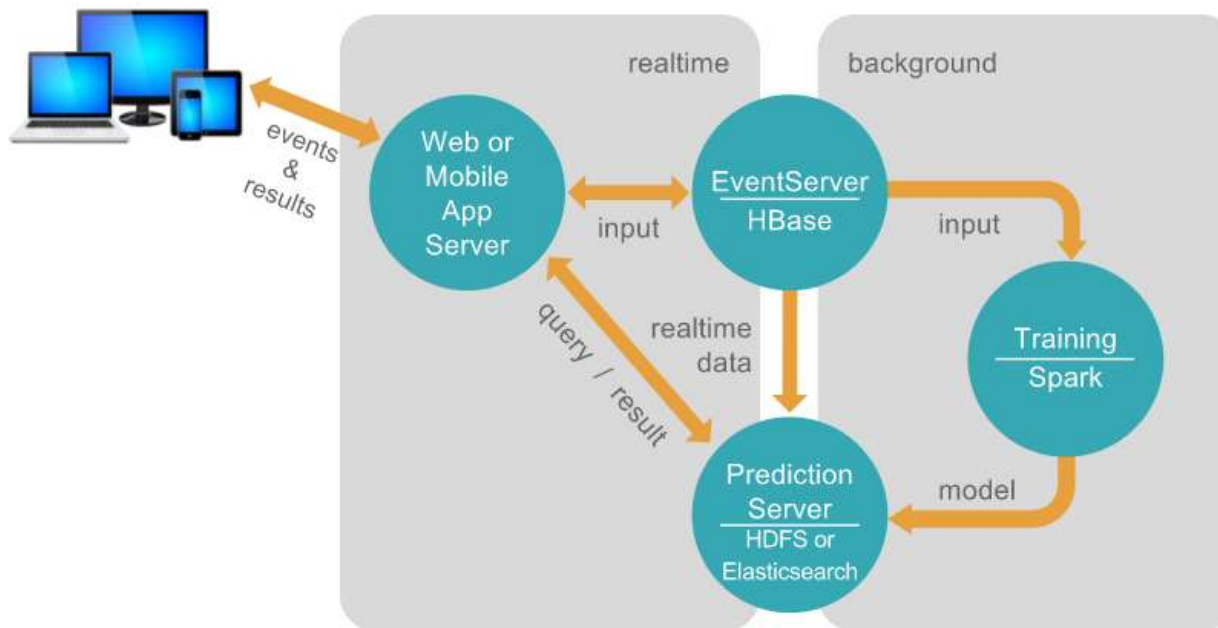 realtime
background
events
&
results
Web or
Mobile
App
Server
input
EventServer
HBase
input
query / result
realtime
data
Training
Spark
Prediction
Server
HDFS or
Elasticsearch
model